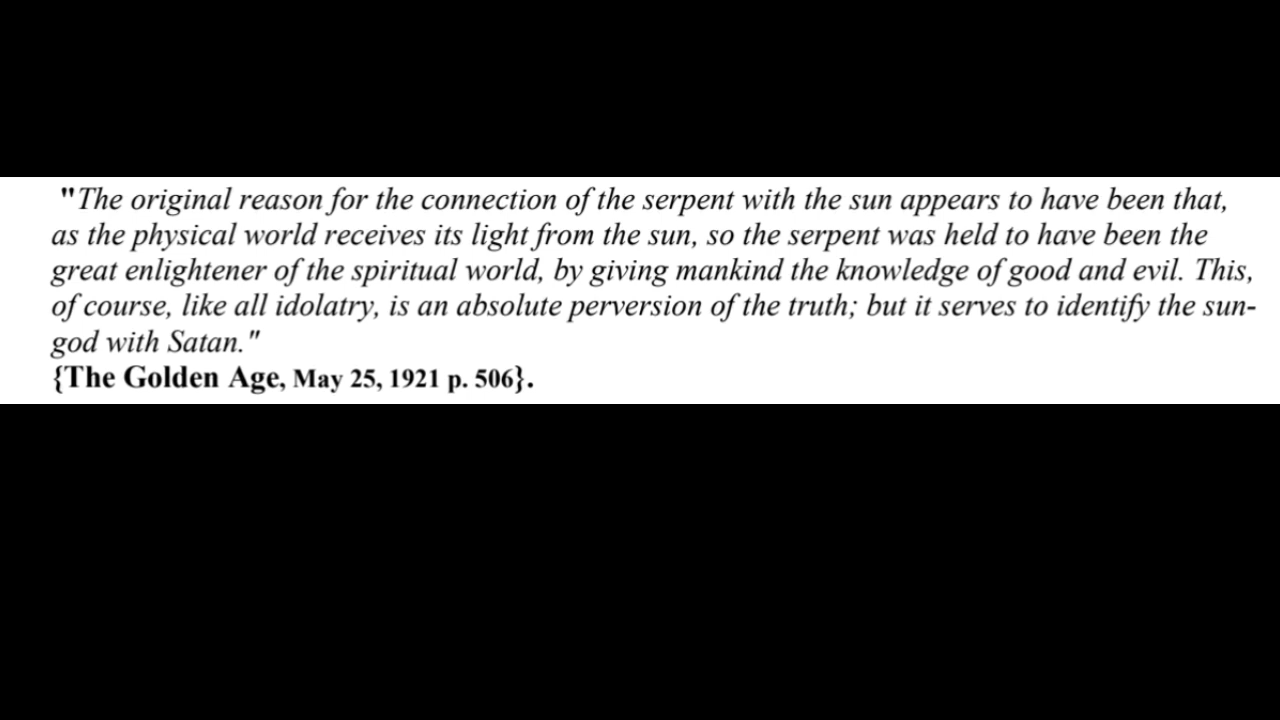 "The original reason for the connection of the serpent with the sun appears to have been that,
as the physical world receives its light from the sun, so the serpent was held to have been the
great enlightener of the spiritual world, by giving mankind the knowledge of good and evil. This,
of course, like all idolatry, is an absolute perversion of the truth; but it serves to identify the sun-
god with Satan."
{The Golden Age, May 25, 1921 p. 506}.